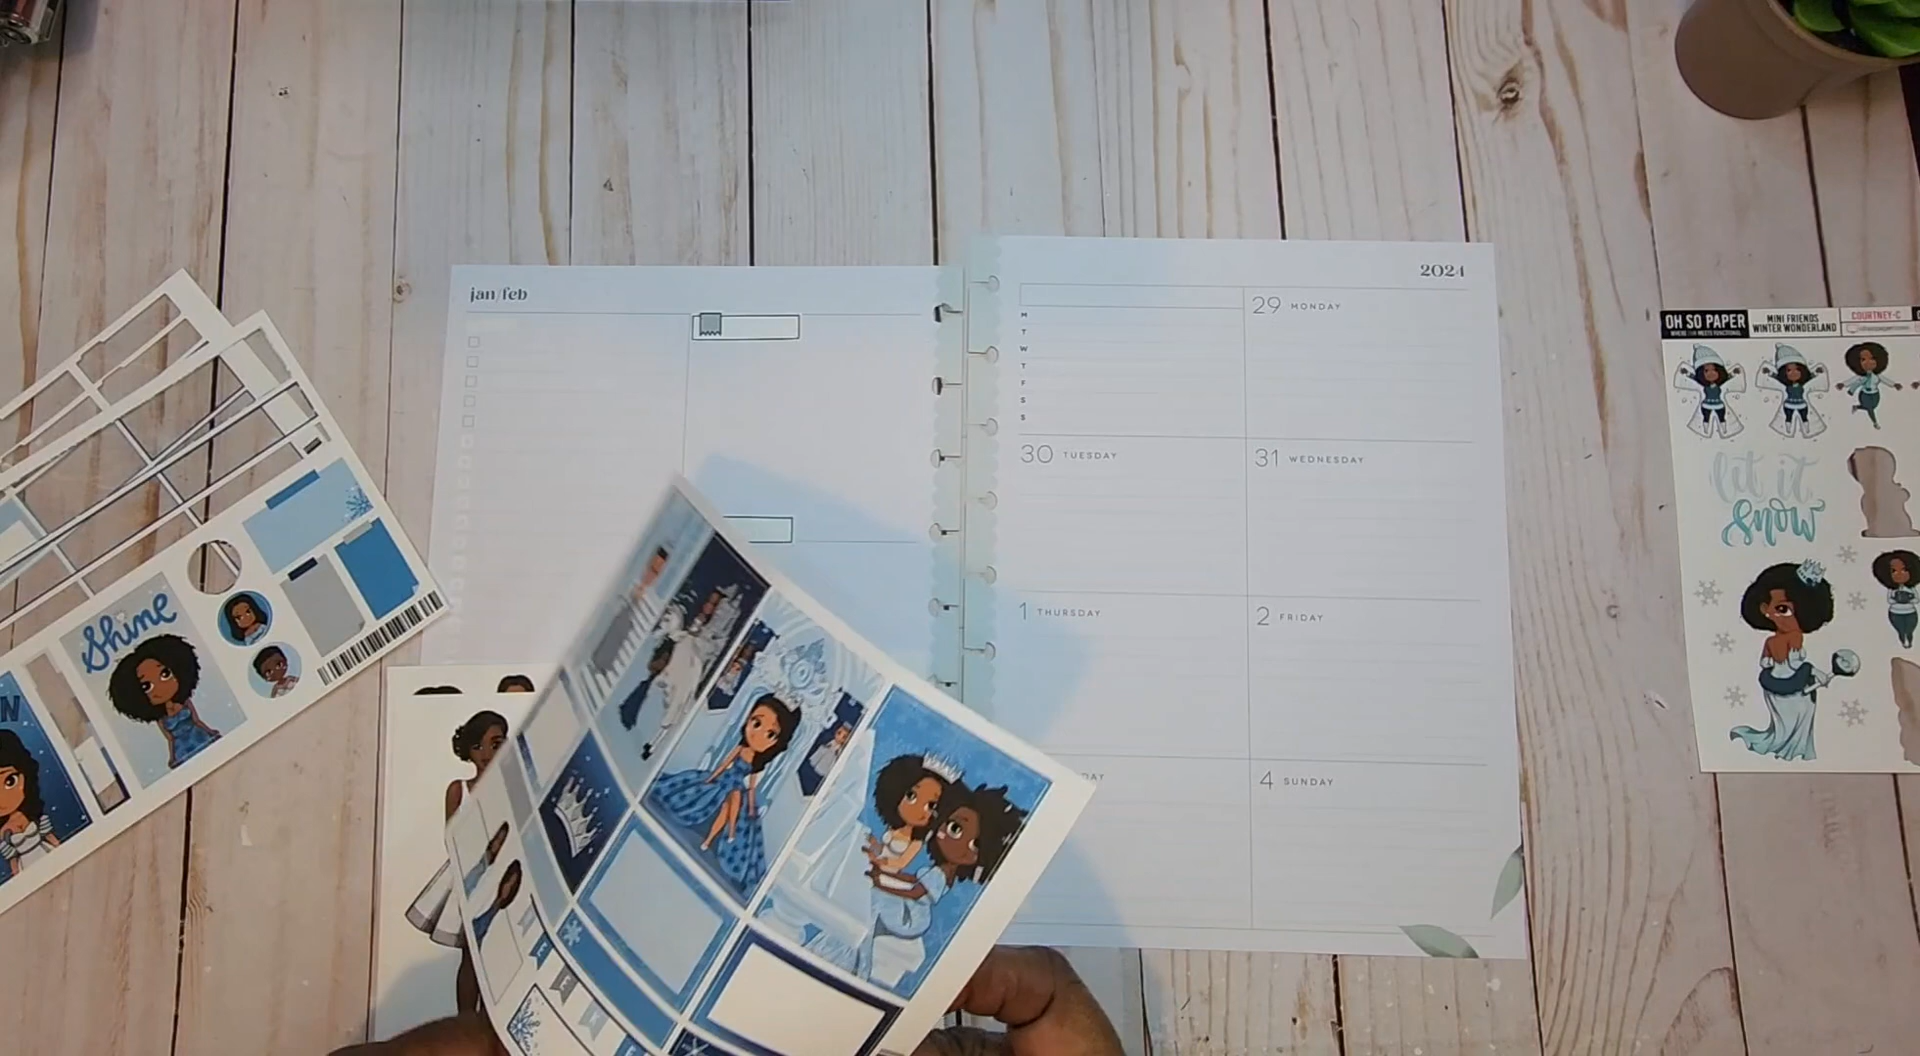 jan/feb
2024
M
T
W
T
F
S
S
29 MONDAY
30 TUESDAY
31 WEDNESDAY
1 THURSDAY
2 FRIDAY
DAY
4 SUNDAY
Shine
N
OH SO PAPER
MINI FRIENDS
WINTER WONDERLAND
COURTNEY-C
let it
snow